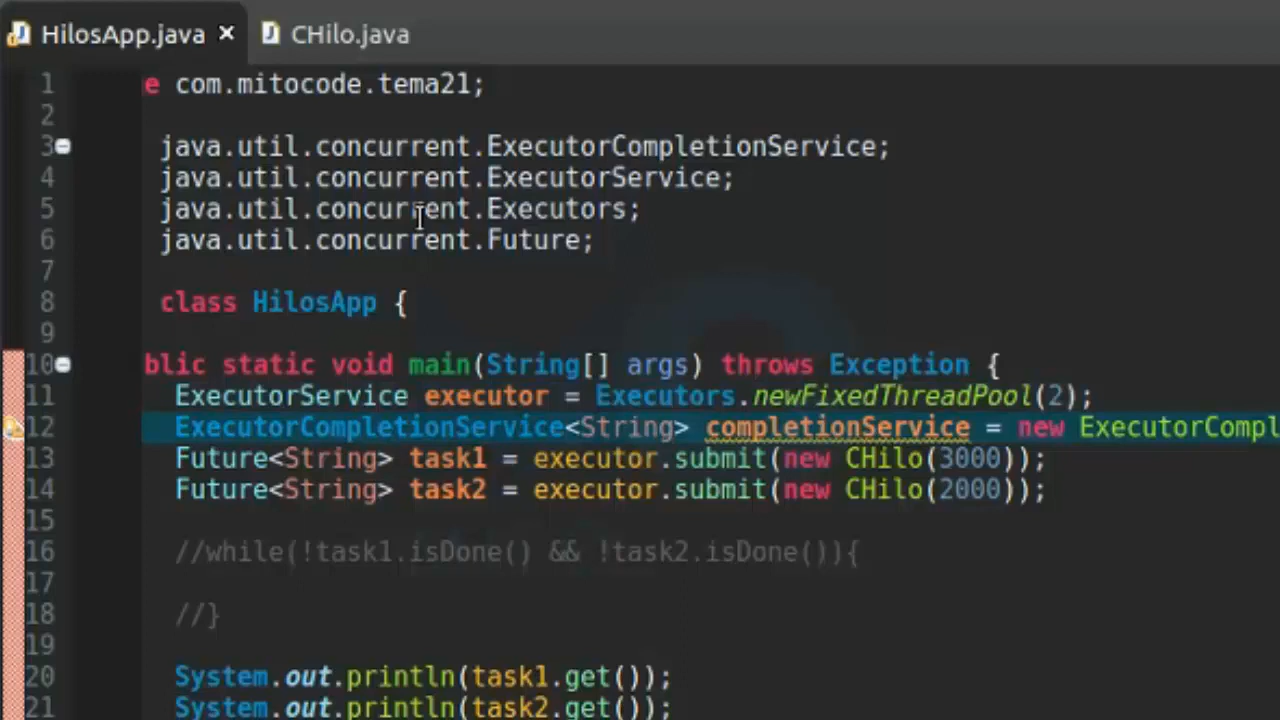 HilosApp.java
CHilo.java
1 e com.mitocode.tema21;
2
3 java.util.concurrent.ExecutorCompletionService;
4 java.util.concurrent.ExecutorService;
5 java.util.concurrent.Executors;
6 java.util.concurrent.Future;
7
8 class HilosApp {
9
10 blic static void main(String[] args) throws Exception {
11 ExecutorService executor = Executors.newFixedThreadPool(2);
12 ExecutorCompletionService<String> completionService = new ExecutorCompl
13 Future<String> task1 = executor.submit(new CHilo(3000));
14 Future<String> task2 = executor.submit(new CHilo(2000));
15
16 //while(!task1.isDone() && !task2.isDone()){
17
18 //}
19
20 System.out.println(task1.get());
21 System.out.println(task2.get());